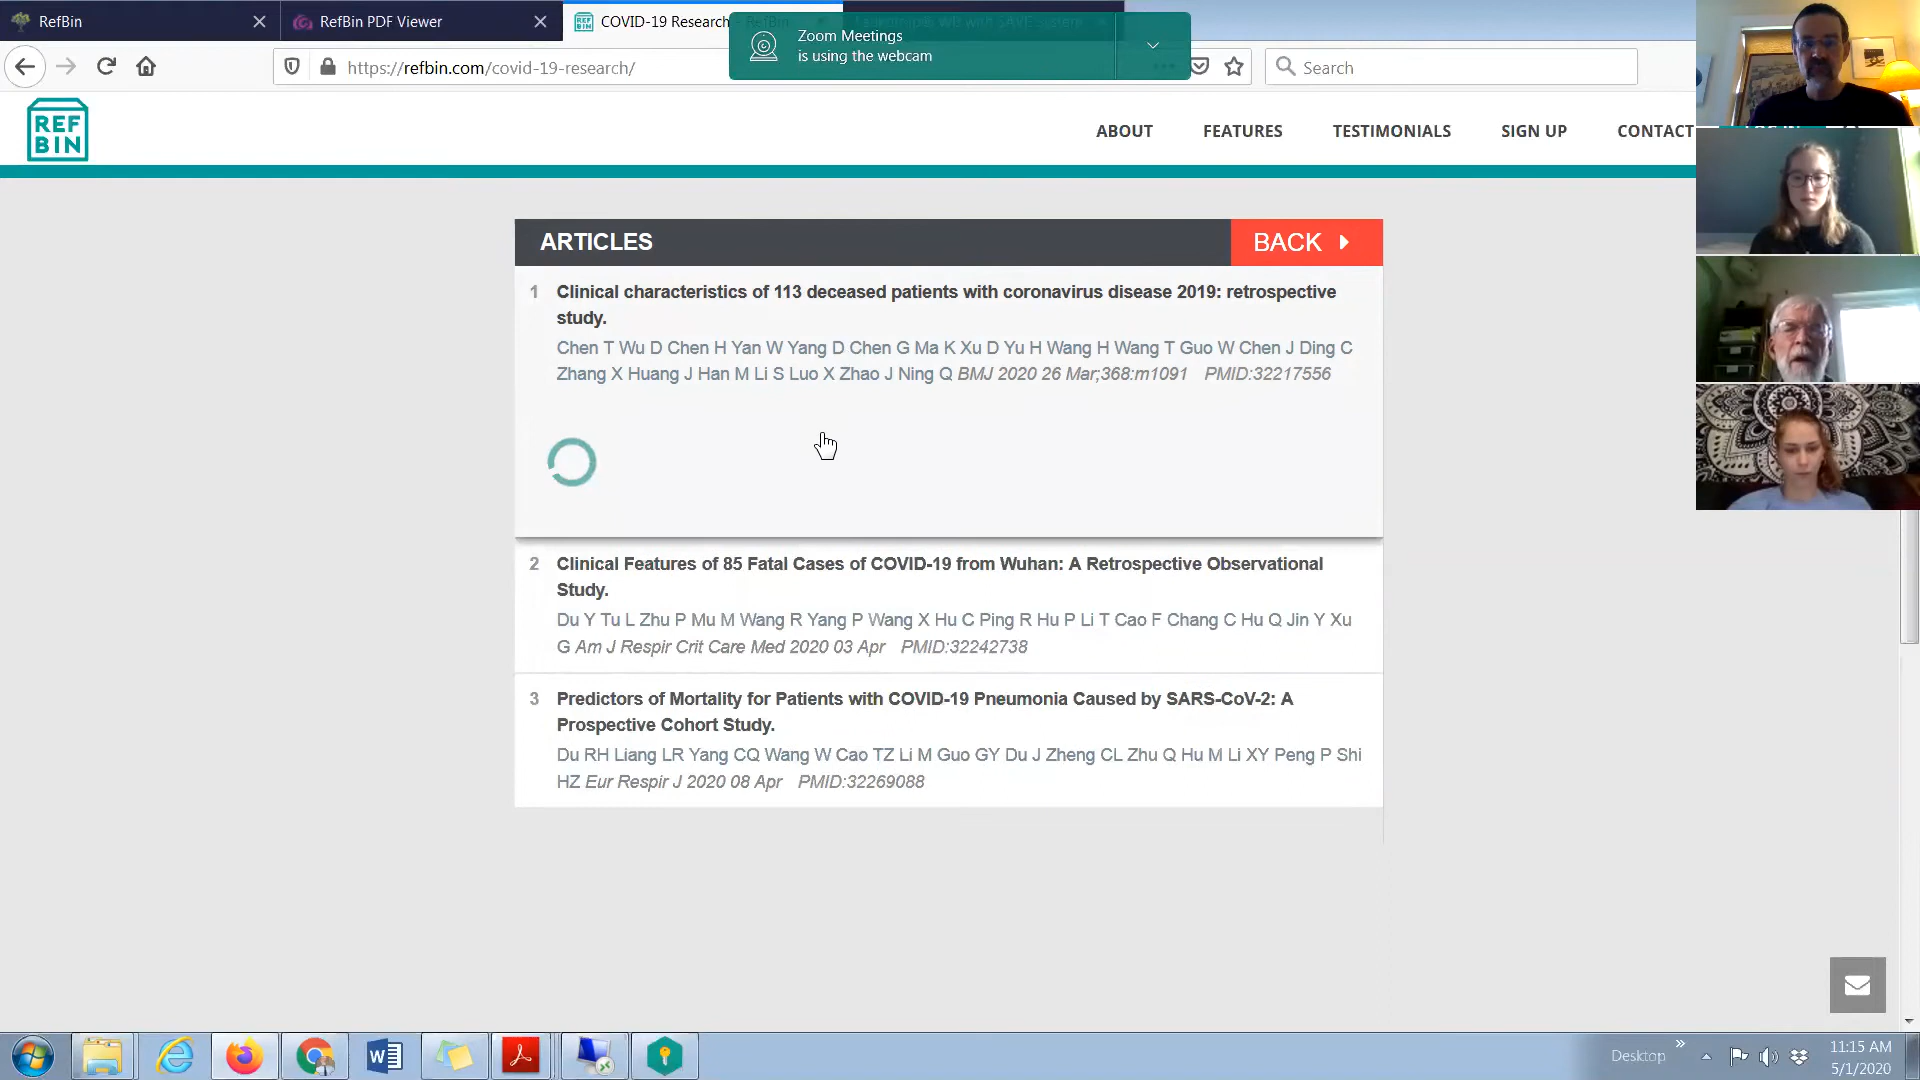 RefBin
RefBin PDF Viewer
COVID-19 Research - RefBin
Zoom Meetings
is using the webcam
https://refbin.com/covid-19-research/
Search
REF
BIN
ABOUT
FEATURES
TESTIMONIALS
SIGN UP
CONTACT
ARTICLES
BACK
1 Clinical characteristics of 113 deceased patients with coronavirus disease 2019: retrospective
study.
Chen T Wu D Chen H Yan W Yang D Chen G Ma K Xu D Yu H Wang H Wang T Guo W Chen J Ding C
Zhang X Huang J Han M Li S Luo X Zhao J Ning Q BMJ 2020 26 Mar;368:m1091 PMID:32217556
2 Clinical Features of 85 Fatal Cases of COVID-19 from Wuhan: A Retrospective Observational
Study.
Du Y Tu L Zhu P Mu M Wang R Yang P Wang X Hu C Ping R Hu P Li T Cao F Chang C Hu Q Jin Y Xu
G Am J Respir Crit Care Med 2020 03 Apr PMID:32242738
3 Predictors of Mortality for Patients with COVID-19 Pneumonia Caused by SARS-CoV-2: A
Prospective Cohort Study.
Du RH Liang LR Yang CQ Wang W Cao TZ Li M Guo GY Du J Zheng CL Zhu Q Hu M Li XY Peng P Shi
HZ Eur Respir J 2020 08 Apr PMID:32269088
Desktop
11:15 AM
5/1/2020